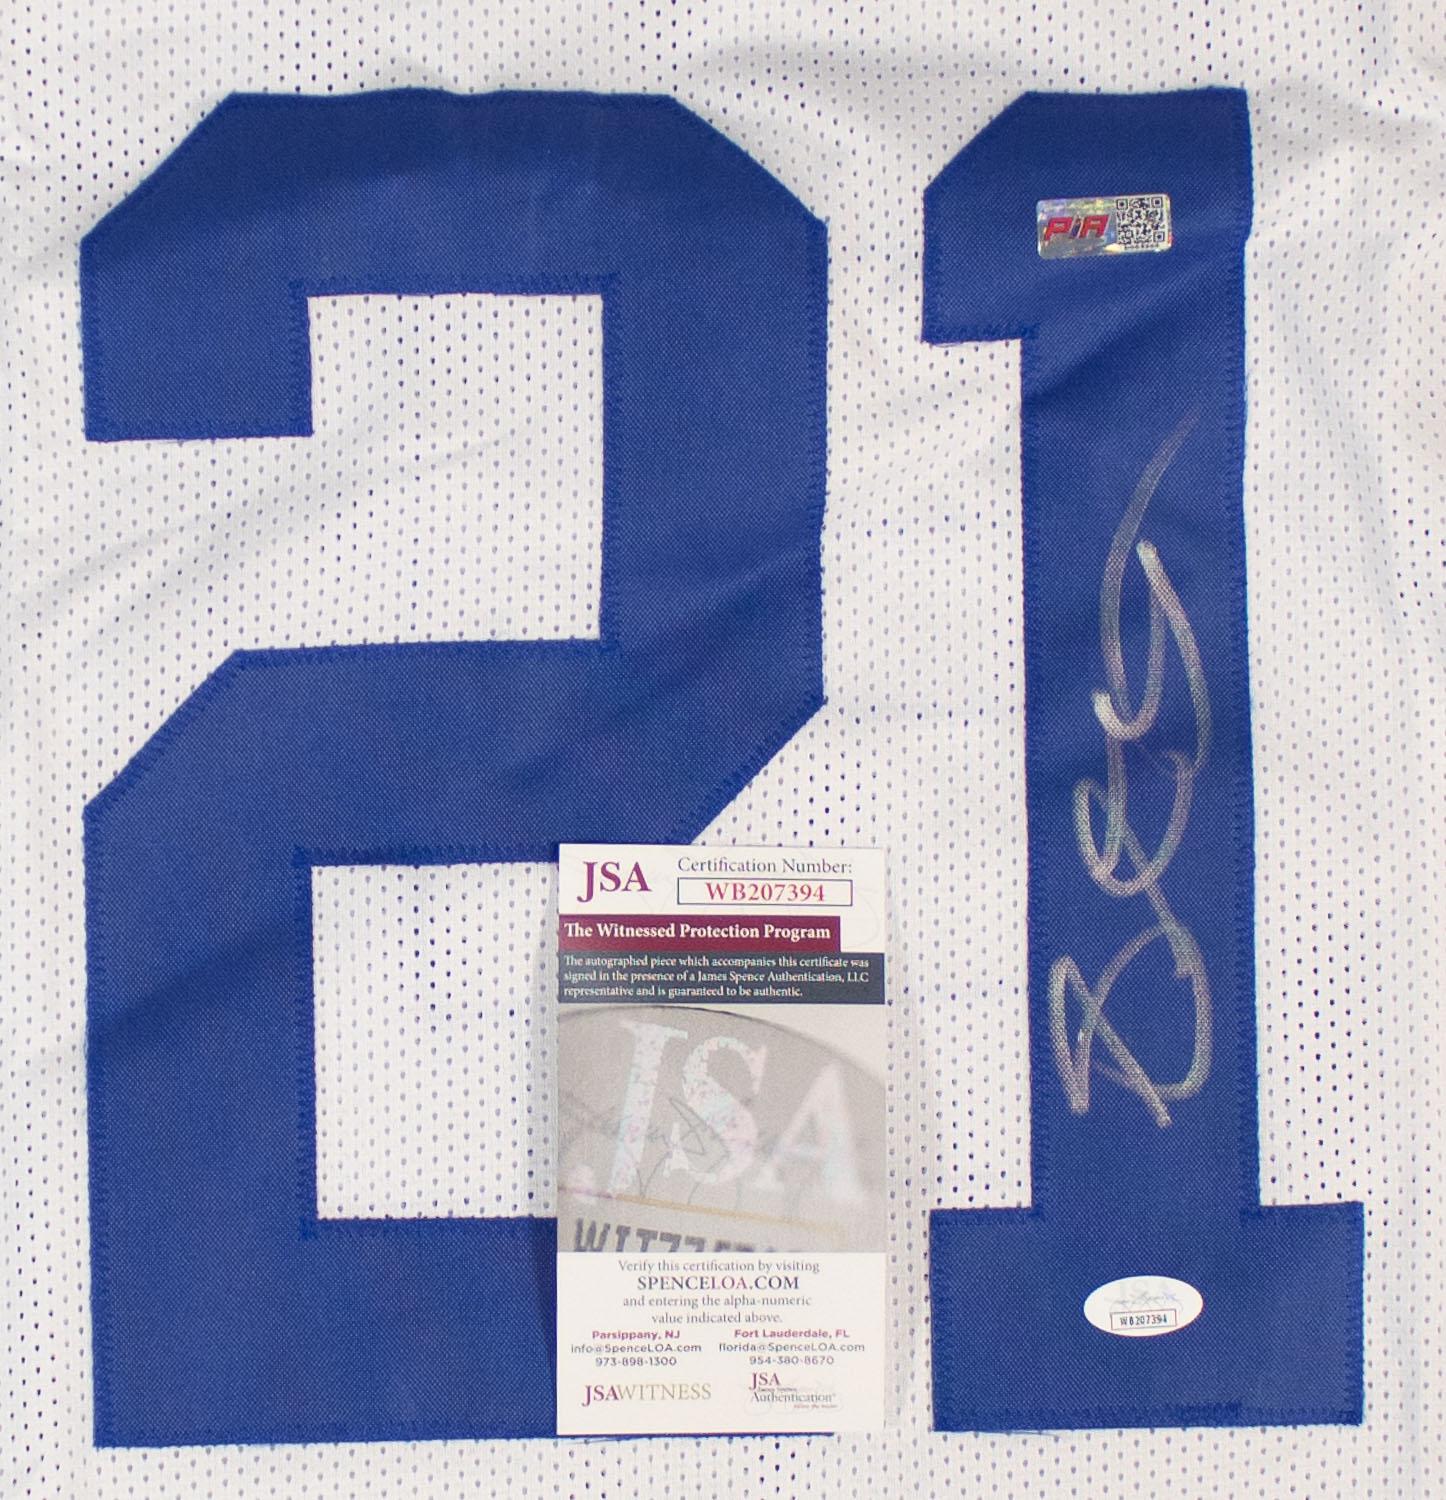 21
PIA
JSA
Certification Number:
WB207394
The Witnessed Protection Program
The autographed piece which accompanies this certificate was
signed in the presence of a James Spence Authentication, LLC
representative and is guaranteed to be authentic.
JSA
Verify this certification by visiting
SPENCELOA.COM
and entering the alpha-numeric
value indicated above.
Parsippany, NJ
info@SpenceLOA.com
973-898-1300
Fort Lauderdale, FL
florida@SpenceLOA.com
954-380-8670
JSAWITNESS
JSA
Authentication
WB207394